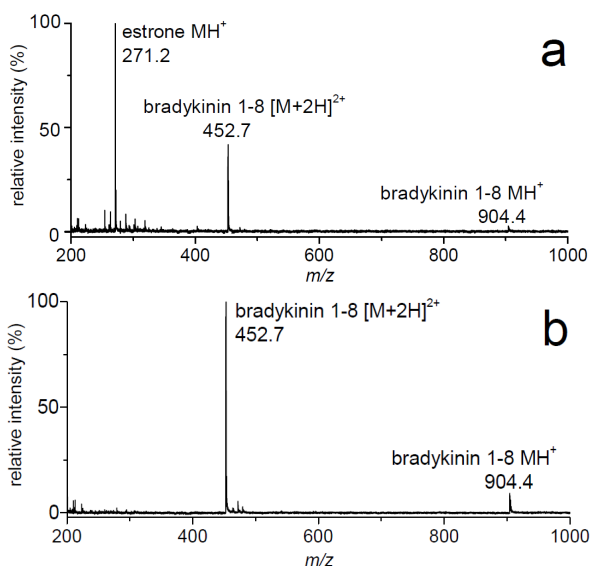 100
estrone MH⁺
271.2
a
bradykinin 1-8 [M+2H]²⁺
452.7
50
bradykinin 1-8 MH⁺
904.4
0
relative intensity (%)
200 400 600 800 1000
m/z
100
bradykinin 1-8 [M+2H]²⁺
452.7
b
50
bradykinin 1-8 MH⁺
904.4
0
relative intensity (%)
200 400 600 800 1000
m/z